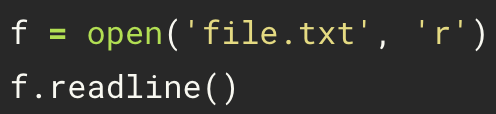 f = open('file.txt', 'r')
f.readline()